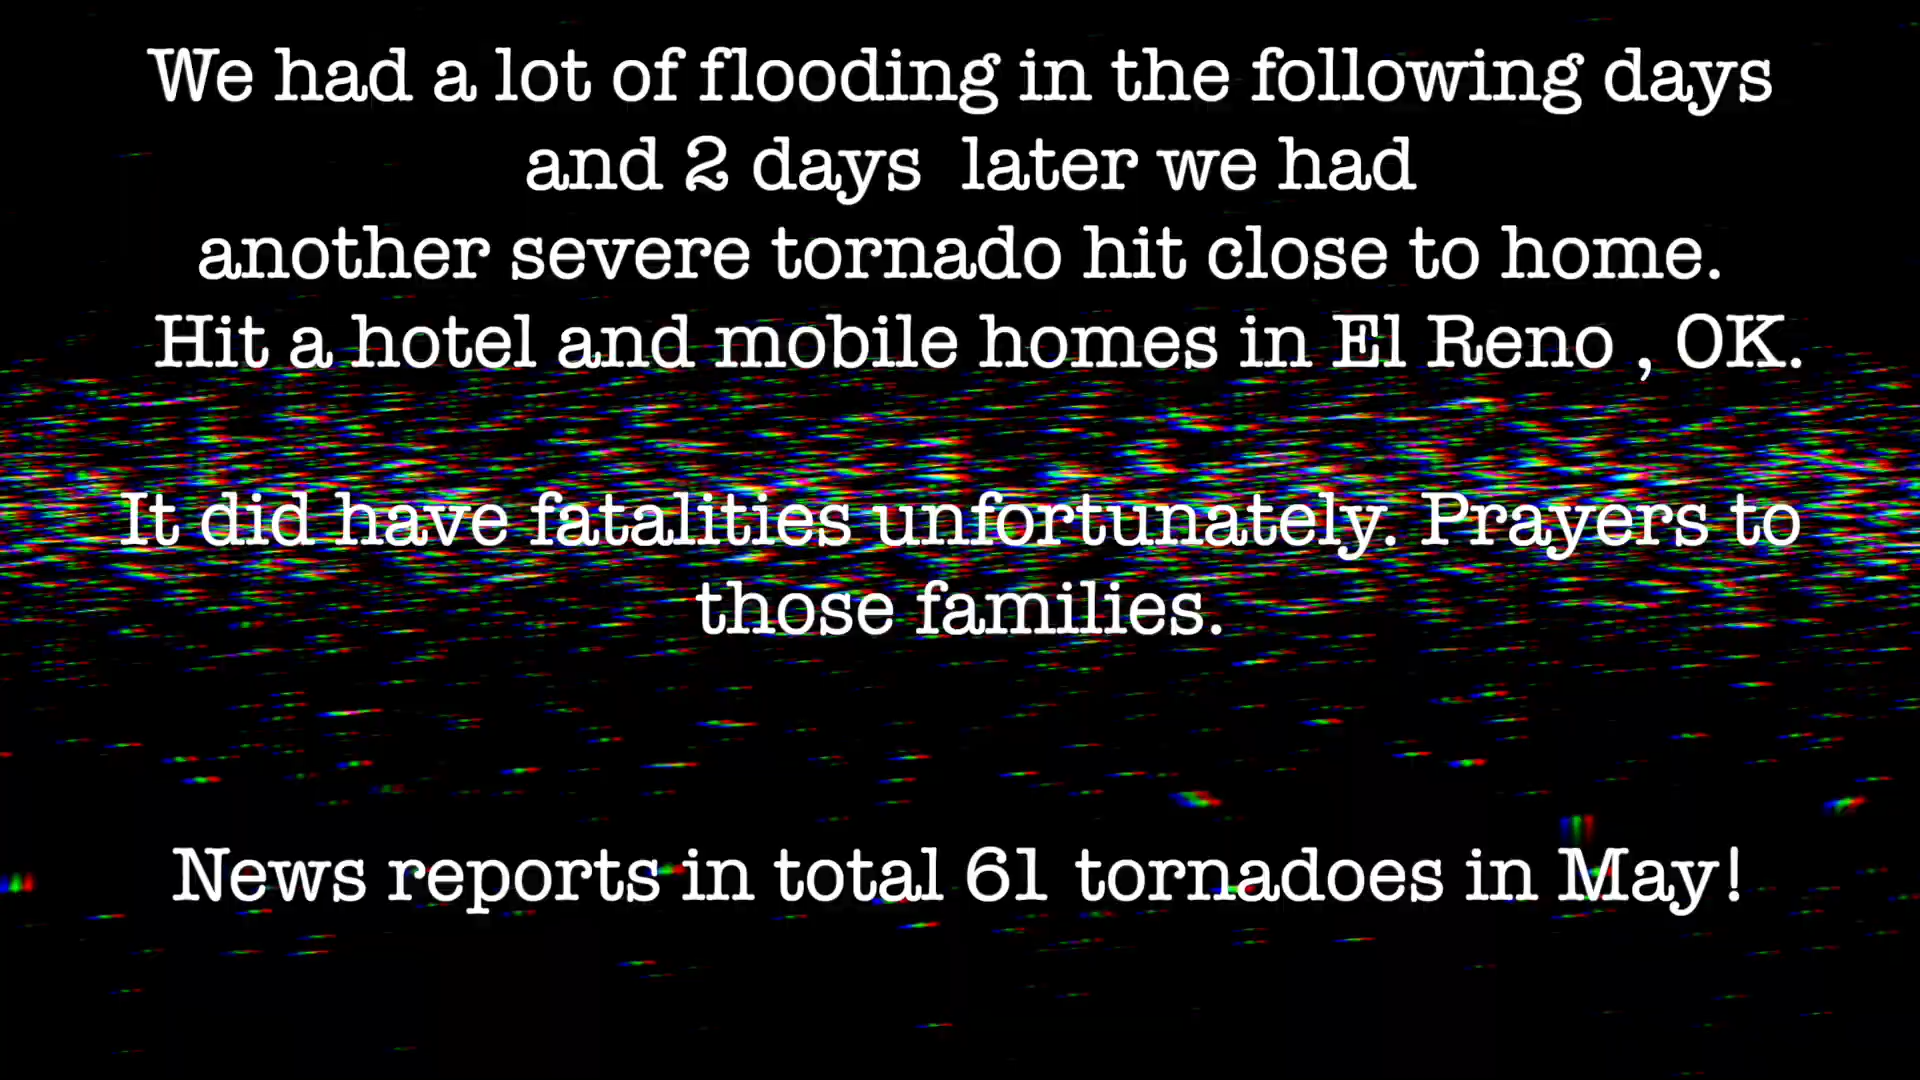 We had a lot of flooding in the following days
and 2 days  later we had
another severe tornado hit close to home.
Hit a hotel and mobile homes in El Reno , OK.
It did have fatalities unfortunately. Prayers to
those families.
News reports in total 61 tornadoes in May!